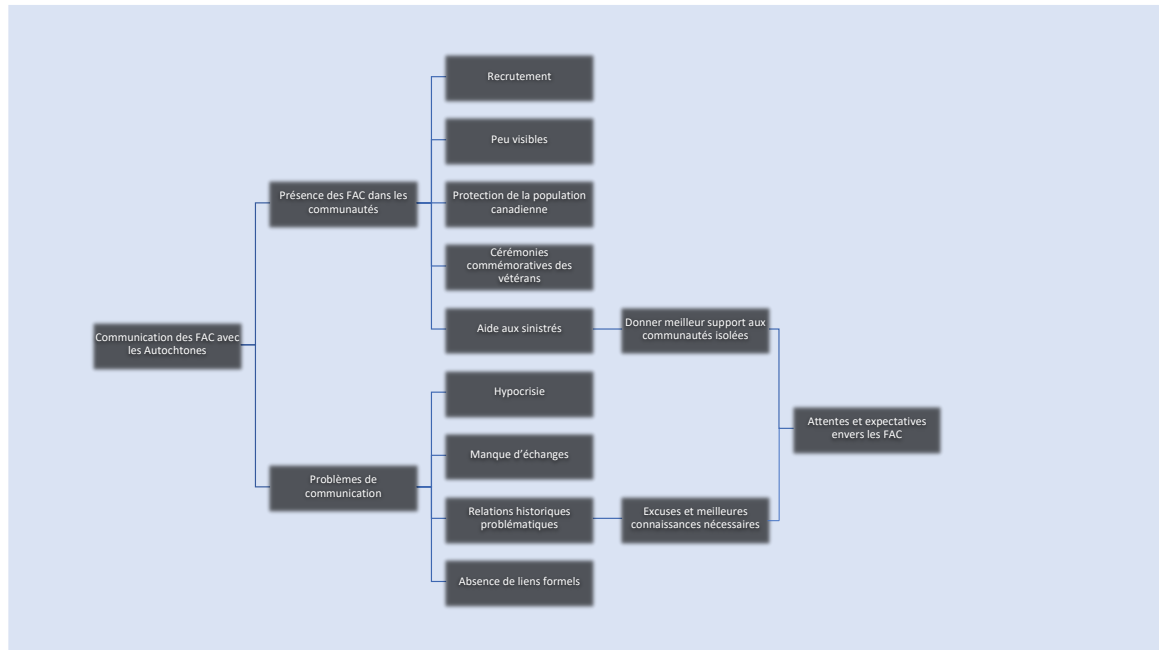 Recrutement
Peu visibles
Présence des FAC dans les
communautés
Protection de la population
canadienne
Cérémonies
commémoratives des
vétérans
Communication des FAC avec
les Autochtones
Aide aux sinistrés
Donner meilleur support aux
communautés isolées
Hypocrisie
Attentes et expectatives
envers les FAC
Manque d’échanges
Problèmes de
communication
Relations historiques
problématiques
Excuses et meilleures
connaissances nécessaires
Absence de liens formels